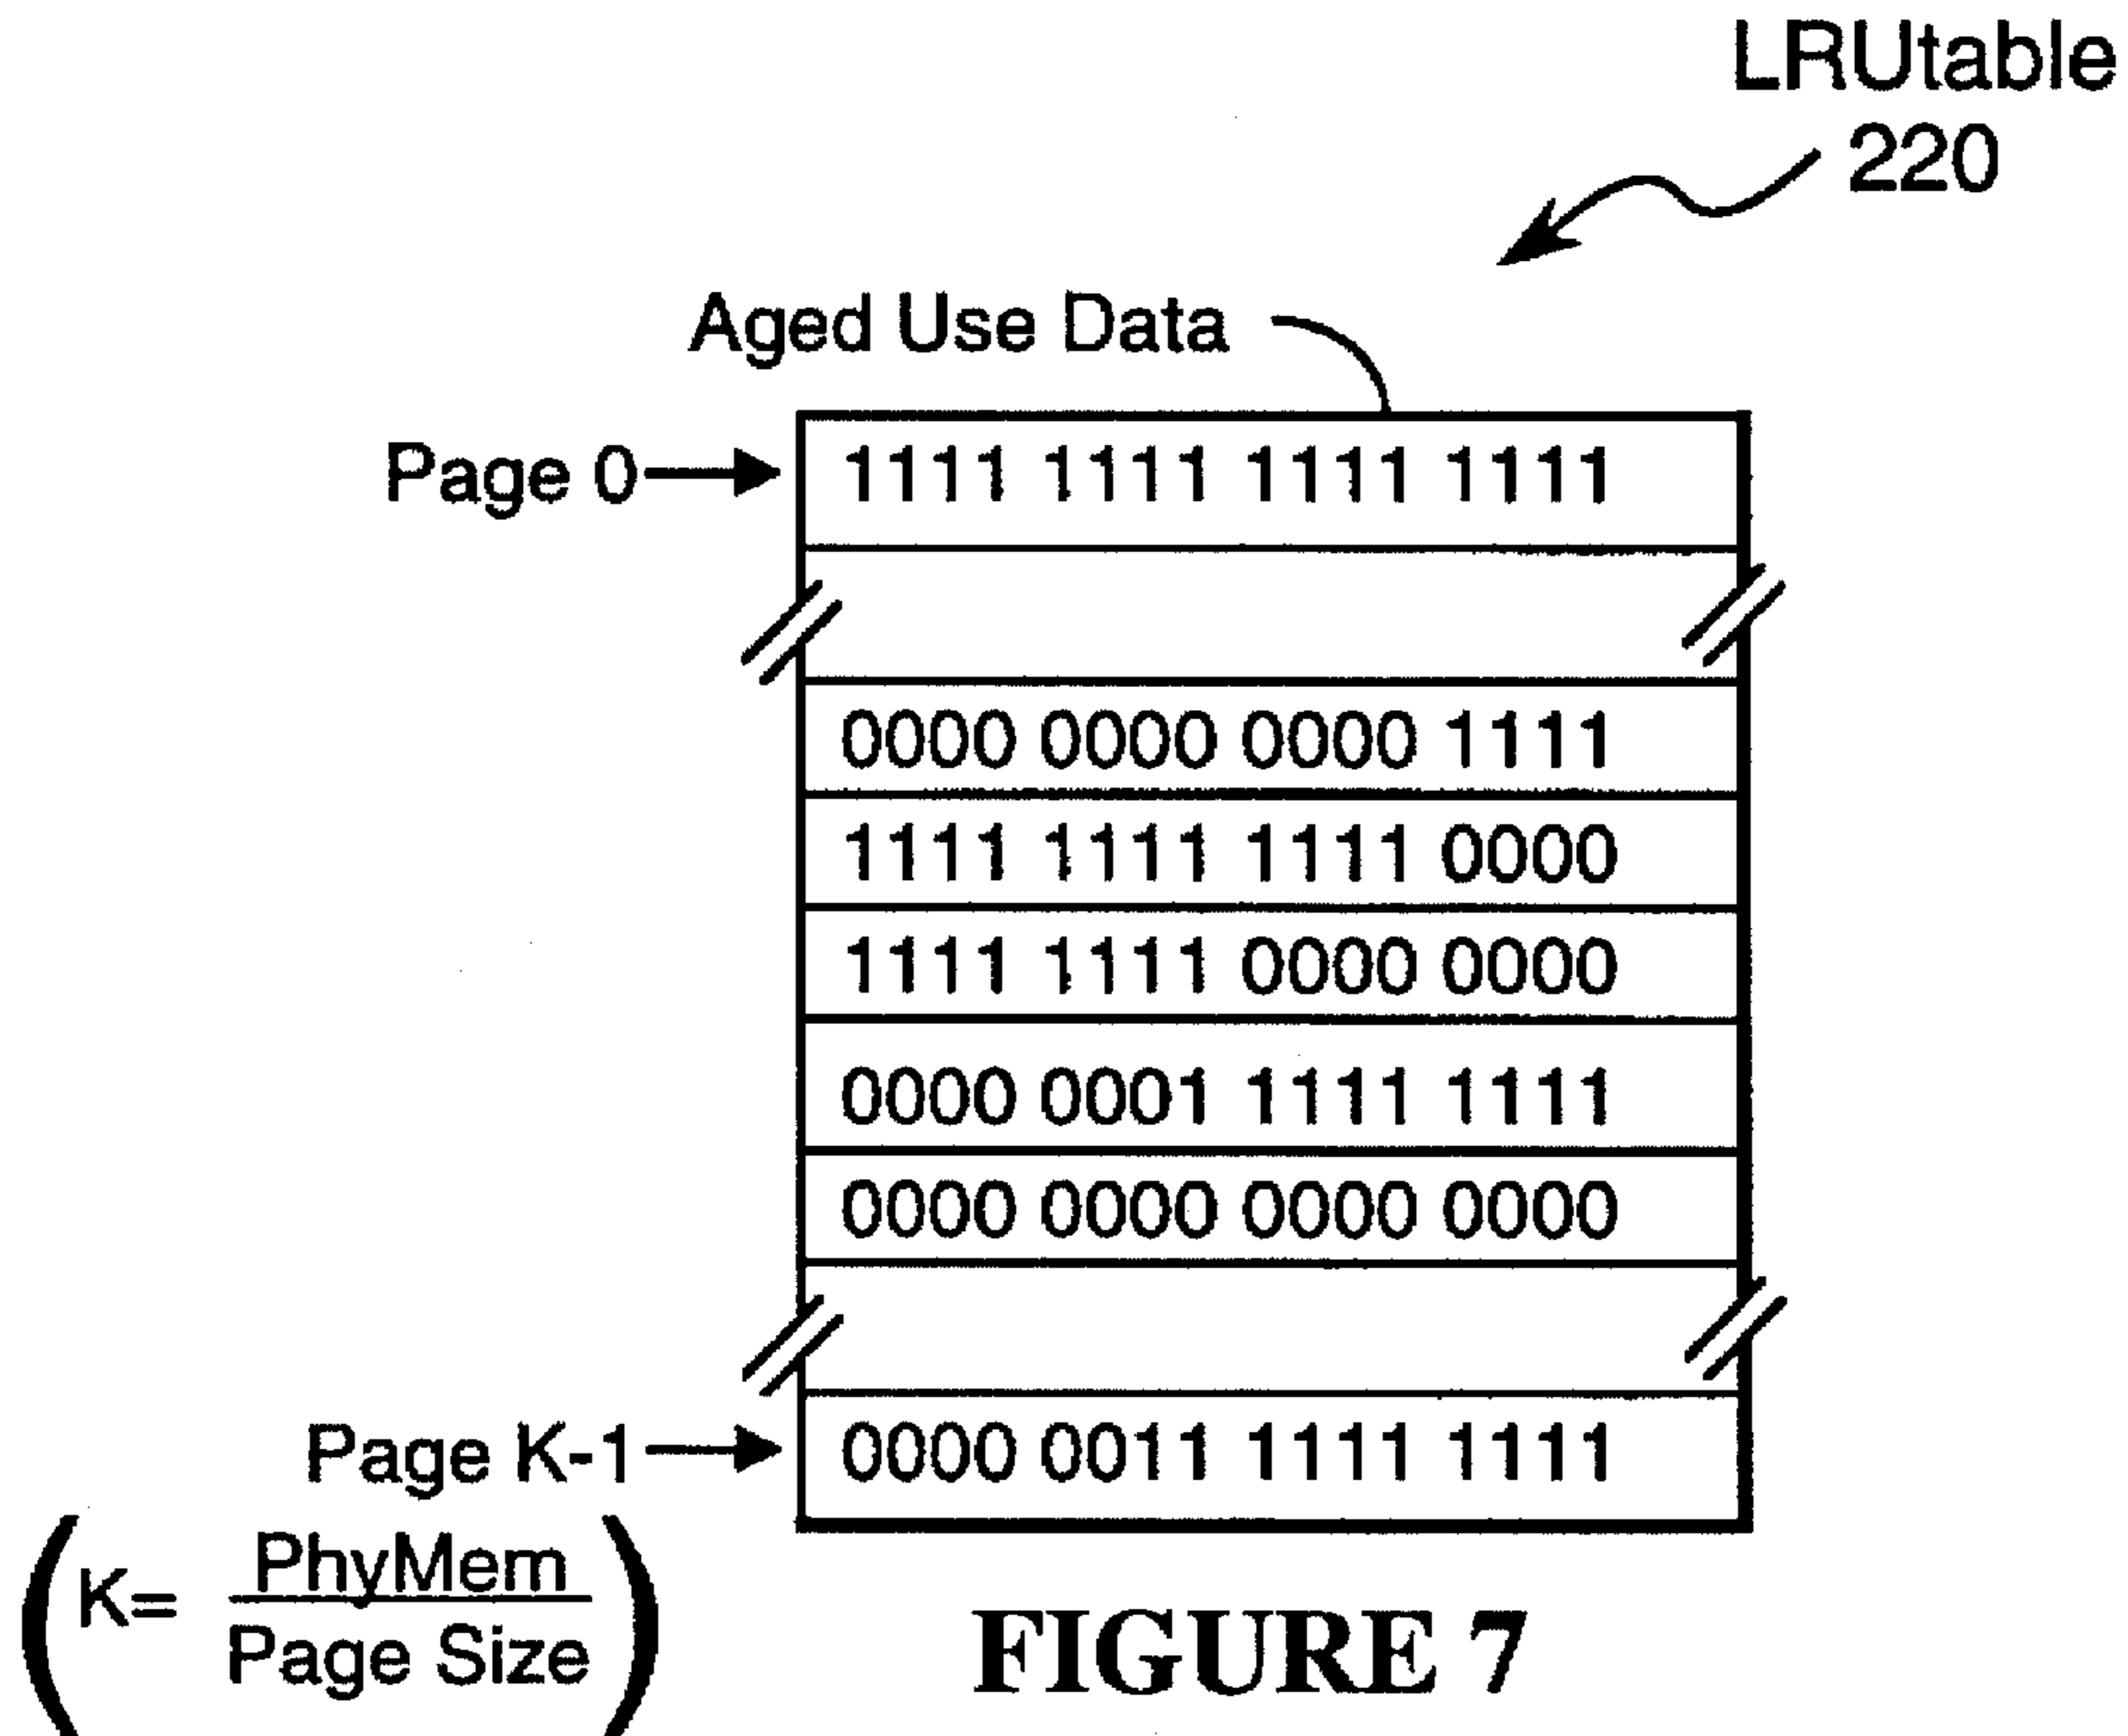 LRUtable
220
Aged Use Data
Page 0
1111 1111 1111 1111
0000 0000 0000 1111
1111 1111 1111 0000
1111 1111 0000 0000
0000 0001 1111 1111
0000 0000 0000 0000
Page K-1
0000 0011 1111 1111
K=
PhyMem
Page Size
FIGURE 7